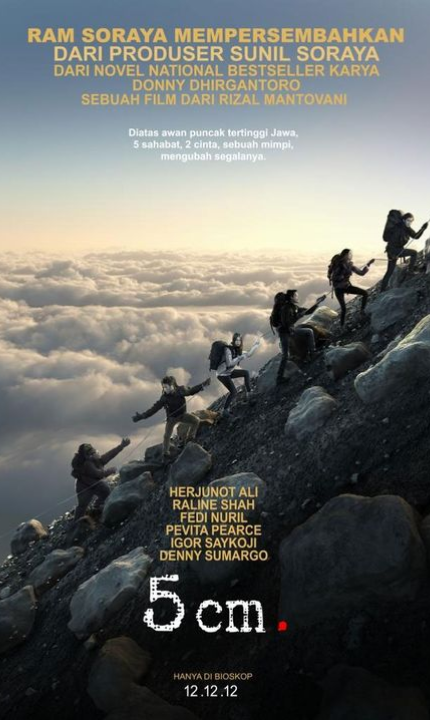 RAM SORAYA MEMPERSEMBAHKAN
DARI PRODUSER SUNIL SORAYA
DARI NOVEL NATIONAL BESTSELLER KARYA
DONNY DHIRGANTORO
SEBUAH FILM DARI RIZAL MANTOVANI
Diatas awan puncak tertinggi Jawa,
5 sahabat, 2 cinta, sebuah mimpi,
mengubah segalanya.
HERJUNOT ALI
RALINE SHAH
FEDI NURIL
PEVITA PEARCE
IGOR SAYKOJI
DENNY SUMARGO
5 cm.
HANYA DI BIOSKOP
12.12.12